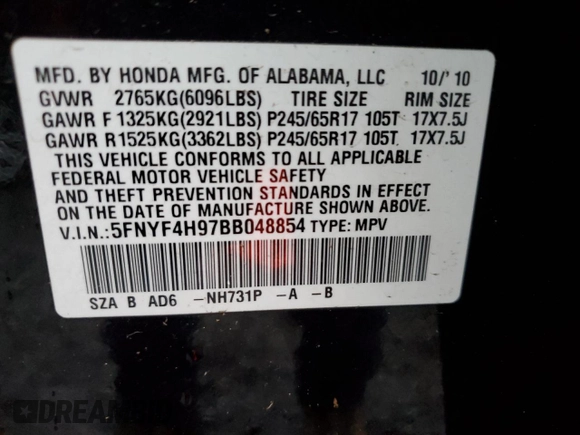 MFD. BY HONDA MFG. OF ALABAMA, LLC 10/'10
GVWR 2765KG(6096LBS) TIRE SIZE RIM SIZE
GAWR F1325KG(2921LBS) P245/65R17 105T 17X7.5J
GAWR R1525KG(3362LBS) P245/65R17 105T 17X7.5J
THIS VEHICLE CONFORMS TO ALL APPLICABLE
FEDERAL MOTOR VEHICLE SAFETY
AND THEFT PREVENTION STANDARDS IN EFFECT
ON THE DATE OF MANUFACTURE SHOWN ABOVE.
V.I.N.:5FNYF4H97BB048854 TYPE: MPV
SZA B AD6 -NH731P -A -B